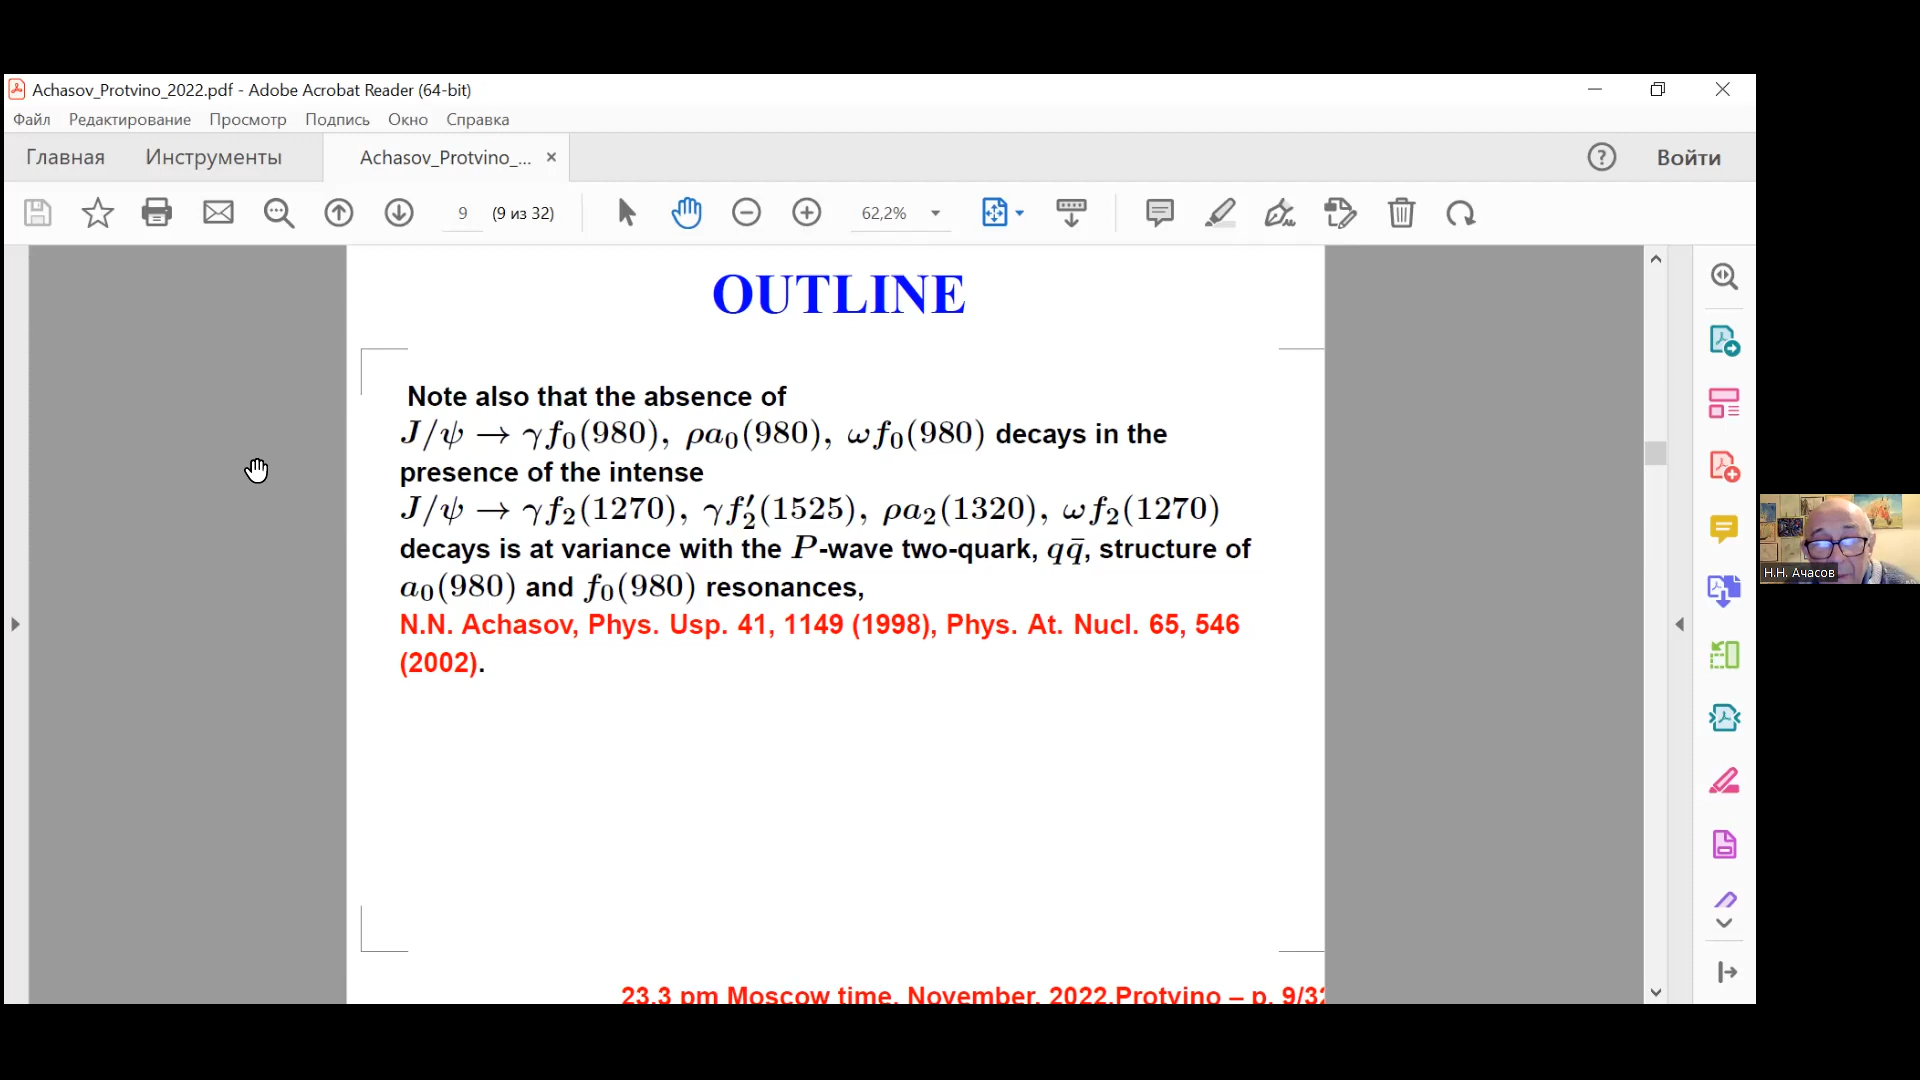 Achasov_Protvino_2022.pdf - Adobe Acrobat Reader (64-bit)
Файл Редактирование Просмотр Подпись Окно Справка
Главная Инструменты Achasov_Protvino_... × Войти
9 (9 из 32) 62,2%
OUTLINE
Note also that the absence of
J/ψ → γf₀(980), ρa₀(980), ωf₀(980) decays in the
presence of the intense
J/ψ → γf₂(1270), γf₂′(1525), ρa₂(1320), ωf₂(1270)
decays is at variance with the P-wave two-quark, qq̄, structure of
a₀(980) and f₀(980) resonances,
N.N. Achasov, Phys. Usp. 41, 1149 (1998), Phys. At. Nucl. 65, 546
(2002).
23.3 pm Moscow time, November, 2022.Protvino – p. 9/32
Н.Н. Ачасов